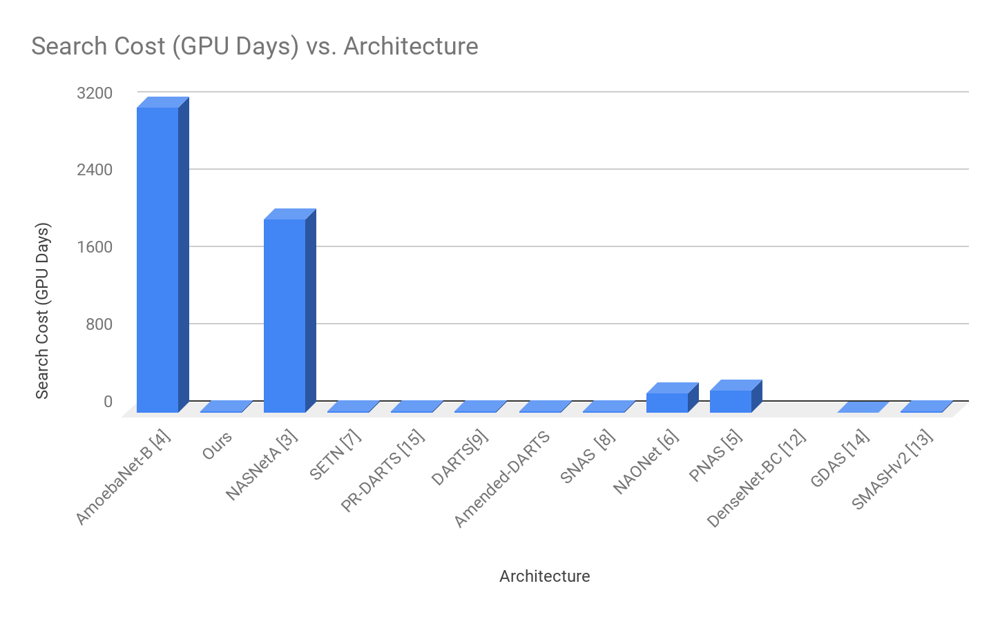 Search Cost (GPU Days) vs. Architecture
3200
2400
1600
800
0
Search Cost (GPU Days)
AmoebaNet-B [4]
Ours
NASNetA [3]
SETN [7]
PR-DARTS [15]
DARTS[9]
Amended-DARTS
SNAS [8]
NAONet [6]
PNAS [5]
DenseNet-BC [12]
GDAS [14]
SMASHv2 [13]
Architecture